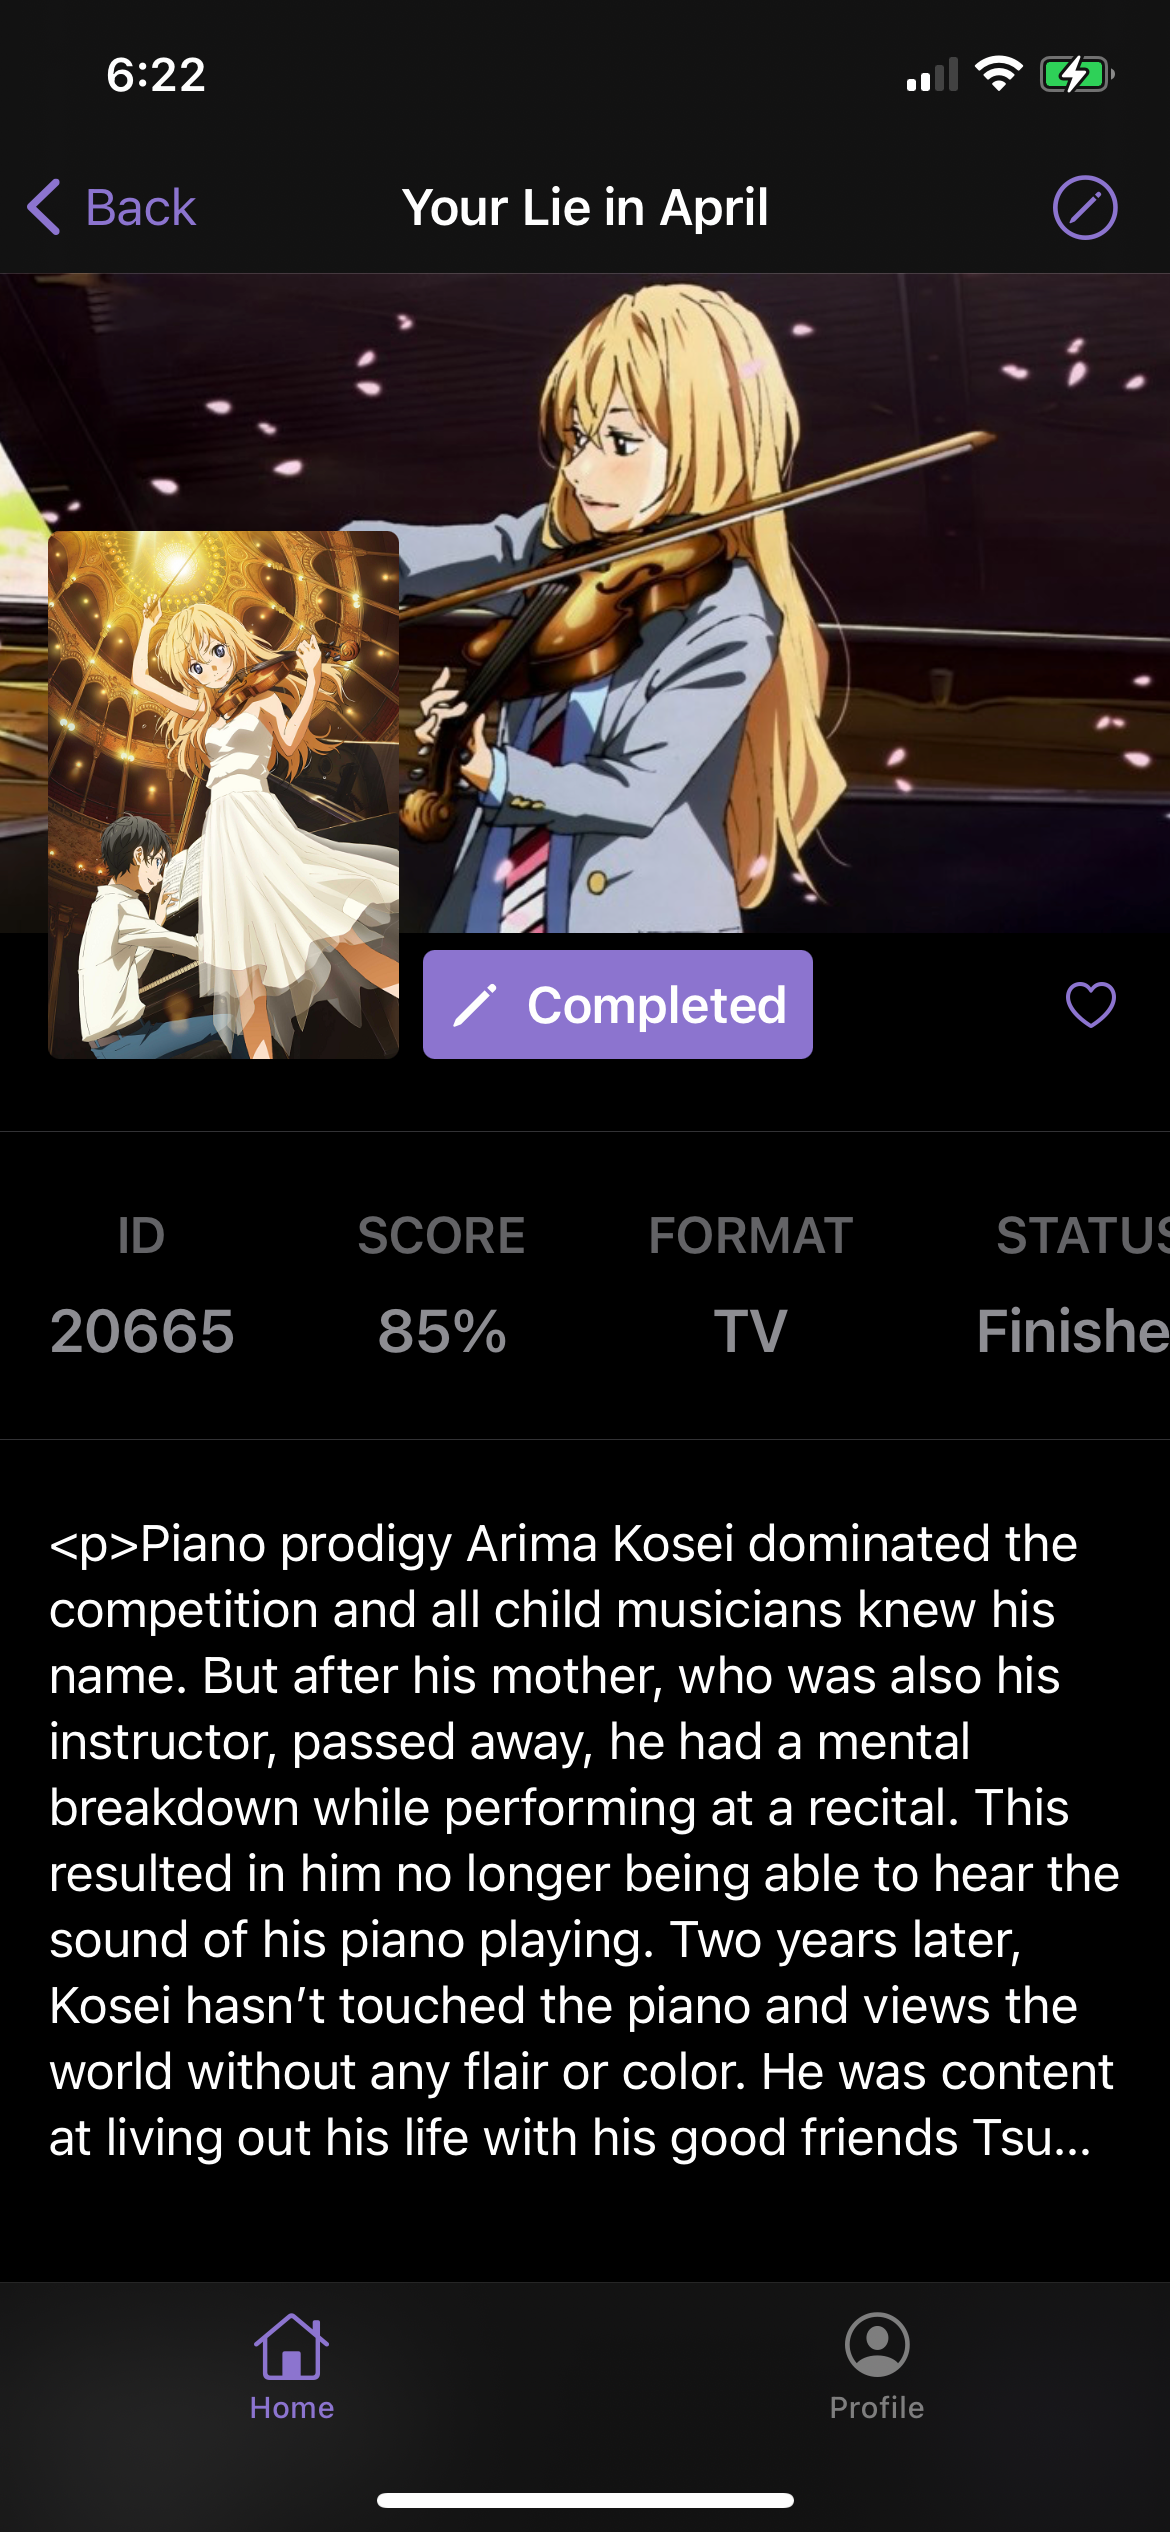 6:22
Back
Your Lie in April
Completed
ID SCORE FORMAT STATUS
20665 85% TV Finishe
<p>Piano prodigy Arima Kosei dominated the
competition and all child musicians knew his
name. But after his mother, who was also his
instructor, passed away, he had a mental
breakdown while performing at a recital. This
resulted in him no longer being able to hear the
sound of his piano playing. Two years later,
Kosei hasn’t touched the piano and views the
world without any flair or color. He was content
at living out his life with his good friends Tsu...
Home
Profile